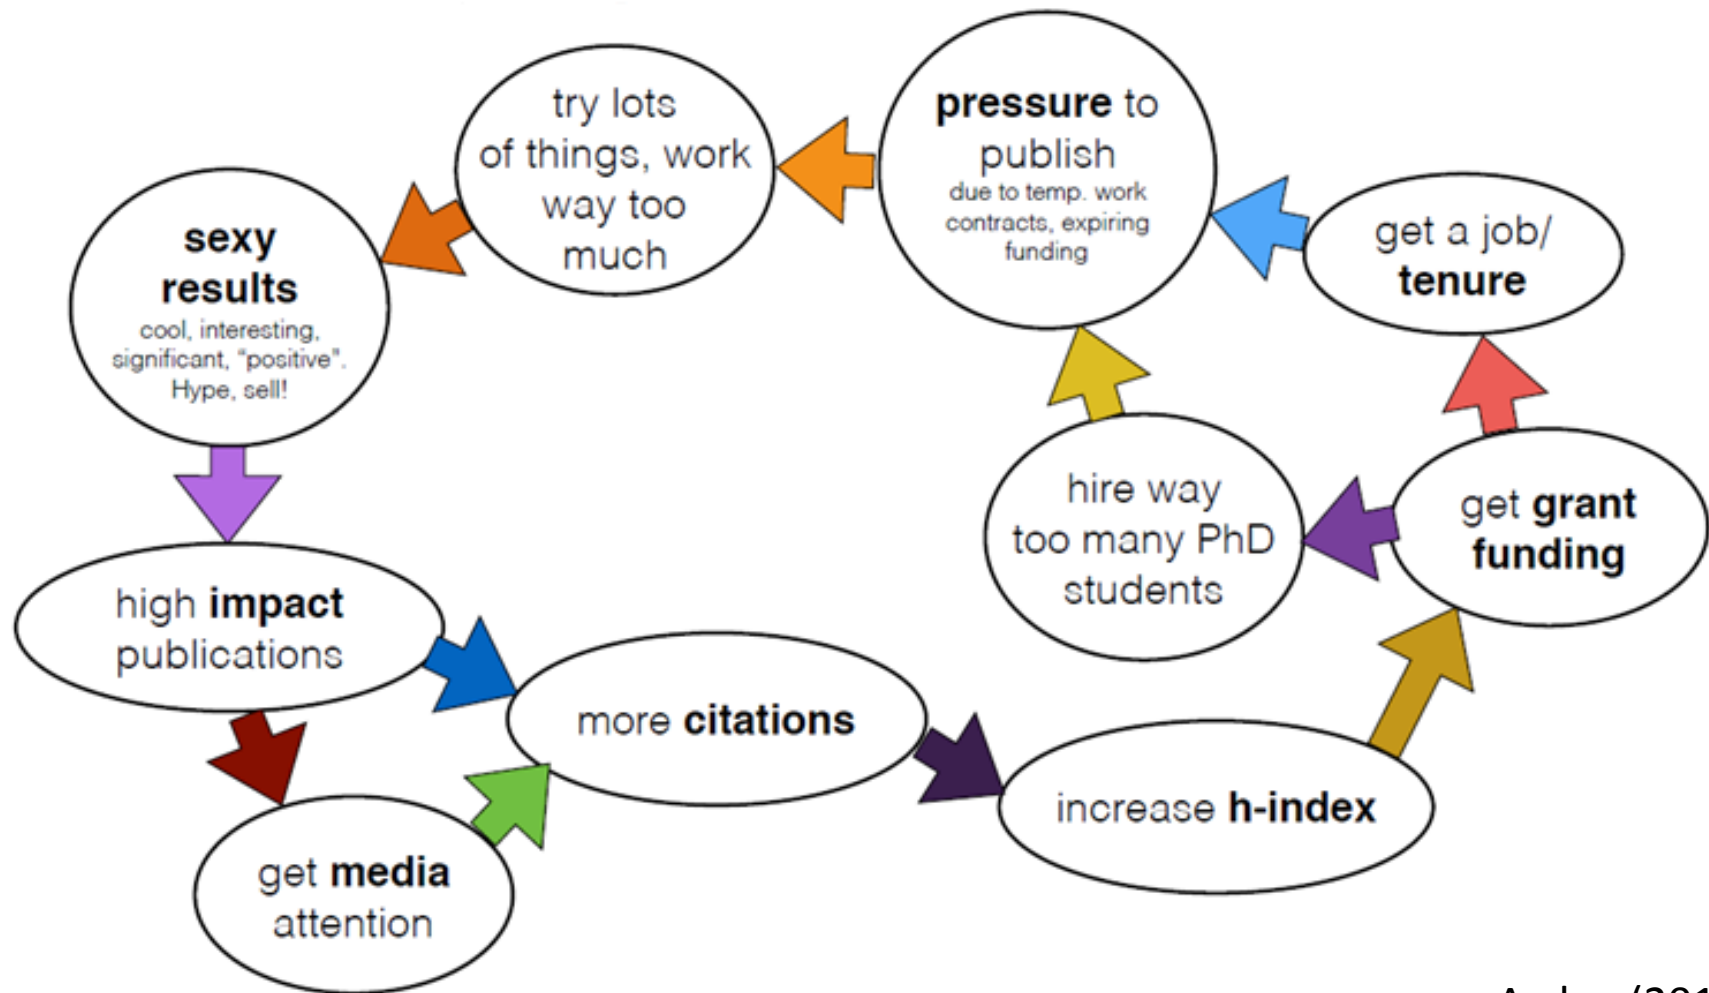 pressure to
publish
due to temp. work
contracts, expiring
funding
try lots
of things, work
way too
much
sexy
results
cool, interesting,
significant, "positive".
Hype, sell!
high impact
publications
get media
attention
more citations
increase h-index
get grant
funding
get a job/
tenure
hire way
too many PhD
students